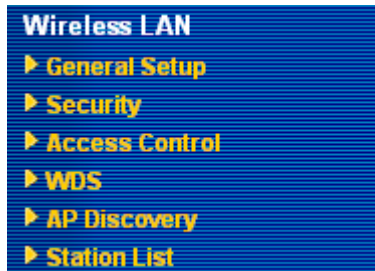 Wireless LAN
General Setup
Security
Access Control
WDS
AP Discovery
Station List